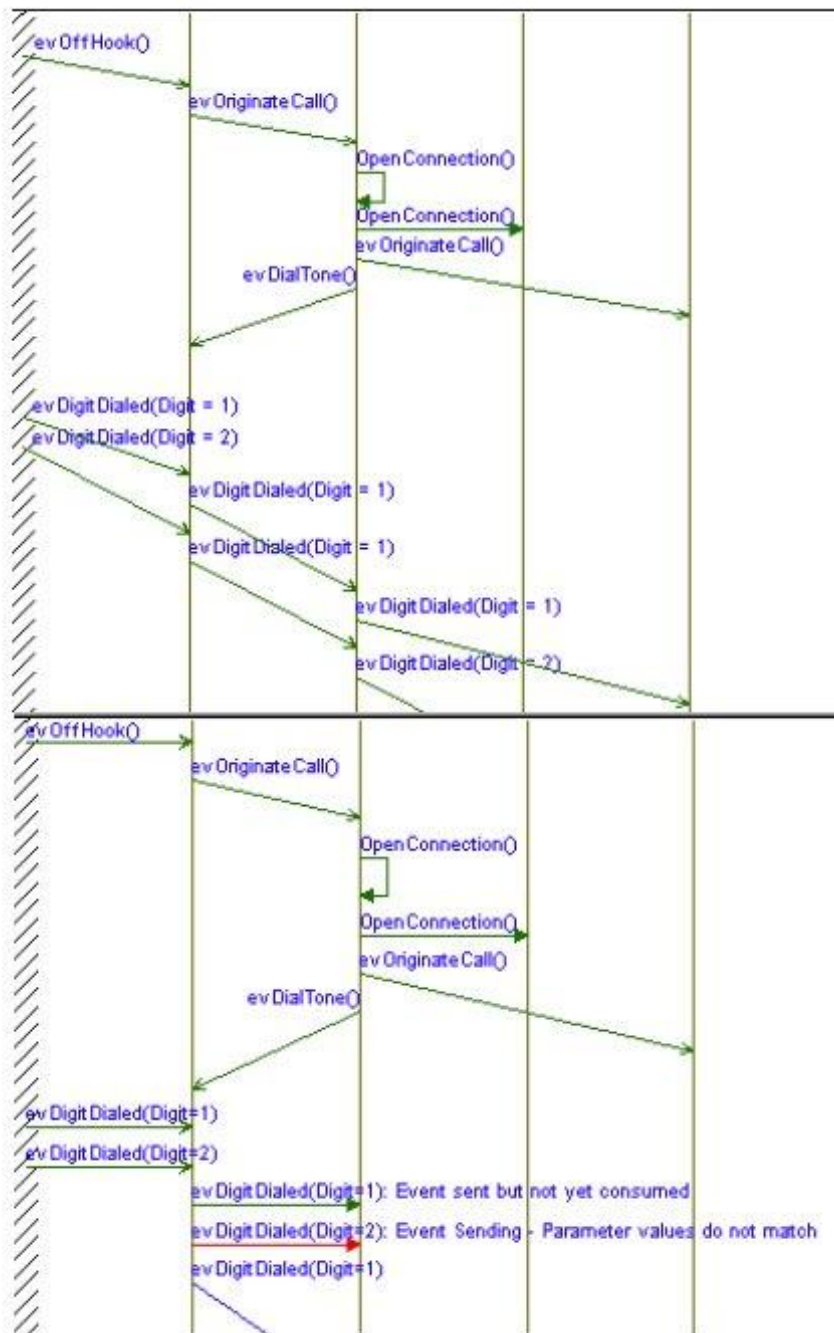 evOffHook()
evOriginateCall()
OpenConnection()
OpenConnection()
evOriginateCall()
evDialTone()
evDigitDialed(Digit = 1)
evDigitDialed(Digit = 2)
evDigitDialed(Digit = 1)
evDigitDialed(Digit = 1)
evDigitDialed(Digit = 1)
evDigitDialed(Digit = 2)
evOffHook()
evOriginateCall()
OpenConnection()
OpenConnection()
evOriginateCall()
evDialTone()
evDigitDialed(Digit=1)
evDigitDialed(Digit=2)
evDigitDialed(Digit=1): Event sent but not yet consumed
evDigitDialed(Digit=2): Event Sending - Parameter values do not match
evDigitDialed(Digit=1)